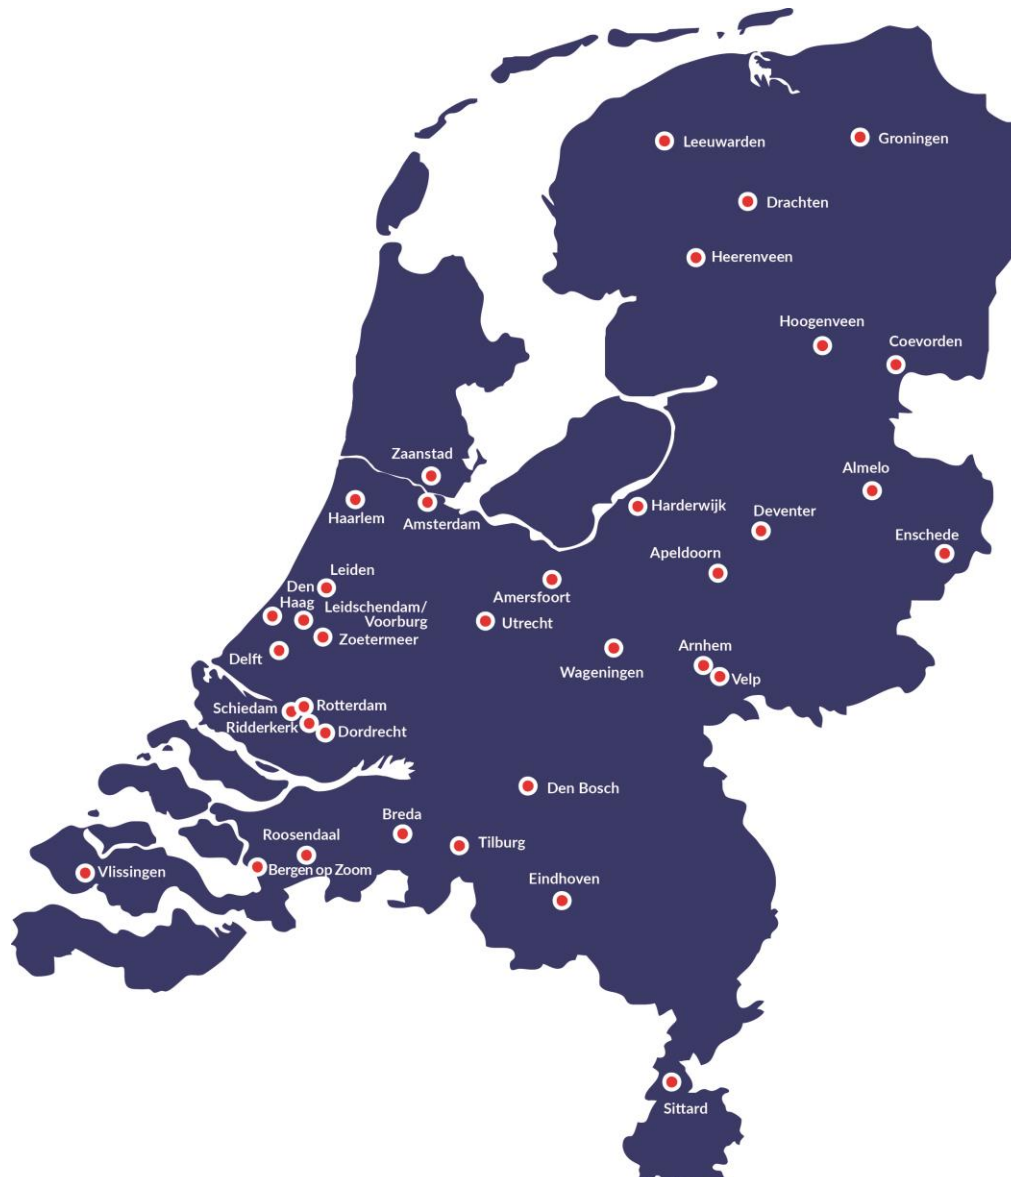 Leeuwarden
Groningen
Drachten
Heerenveen
Hoogenveen
Coevorden
Zaanstad
Almelo
Haarlem
Amsterdam
Harderwijk
Deventer
Enschede
Apeldoorn
Leiden
Den
Haag
Amersfoort
Leidschendam/
Voorburg
Utrecht
Zoetermeer
Delft
Wageningen
Arnhem
Velp
Schiedam
Rotterdam
Ridderkerk
Dordrecht
Den Bosch
Breda
Roosendaal
Tilburg
Vlissingen
Bergen op Zoom
Eindhoven
Sittard